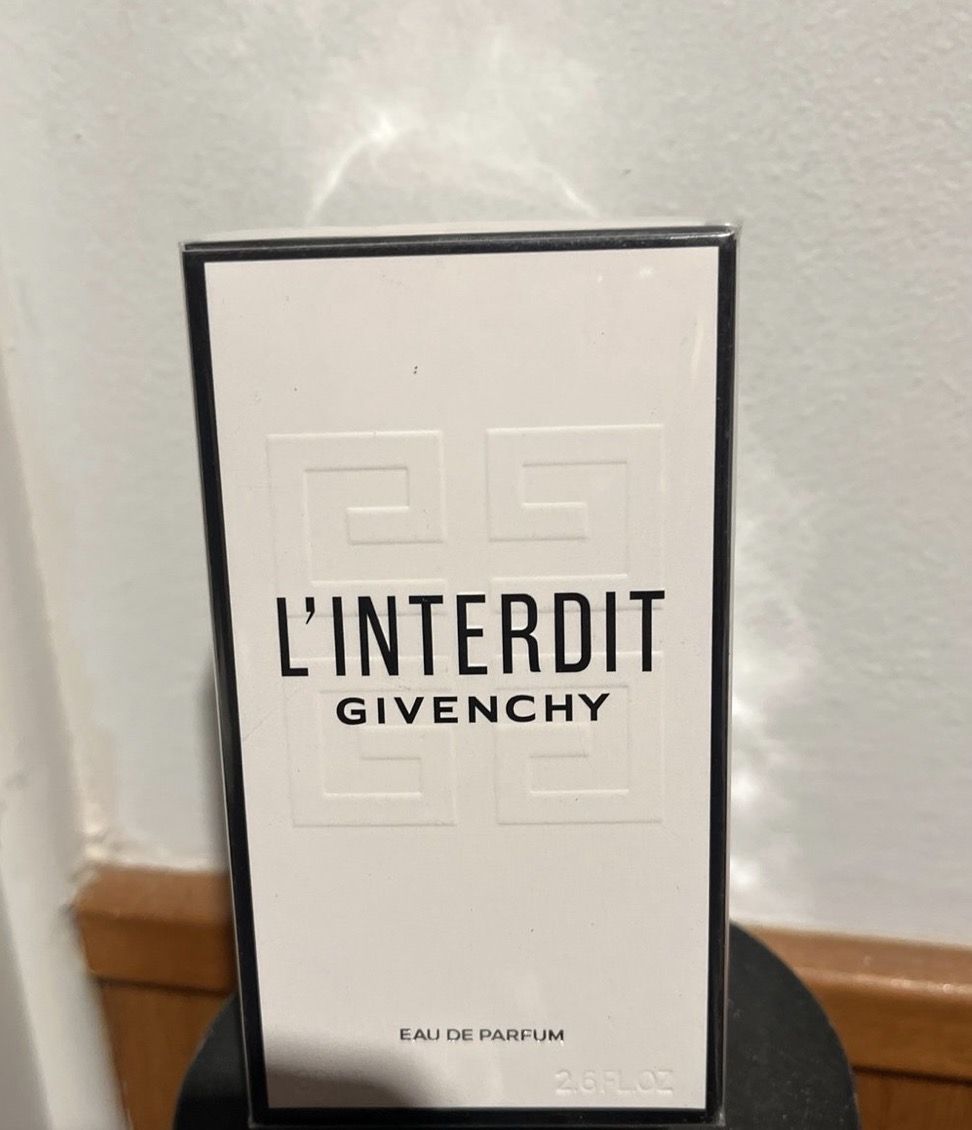 L'INTERDIT
GIVENCHY
EAU DE PARFUM
2.6 FL.OZ